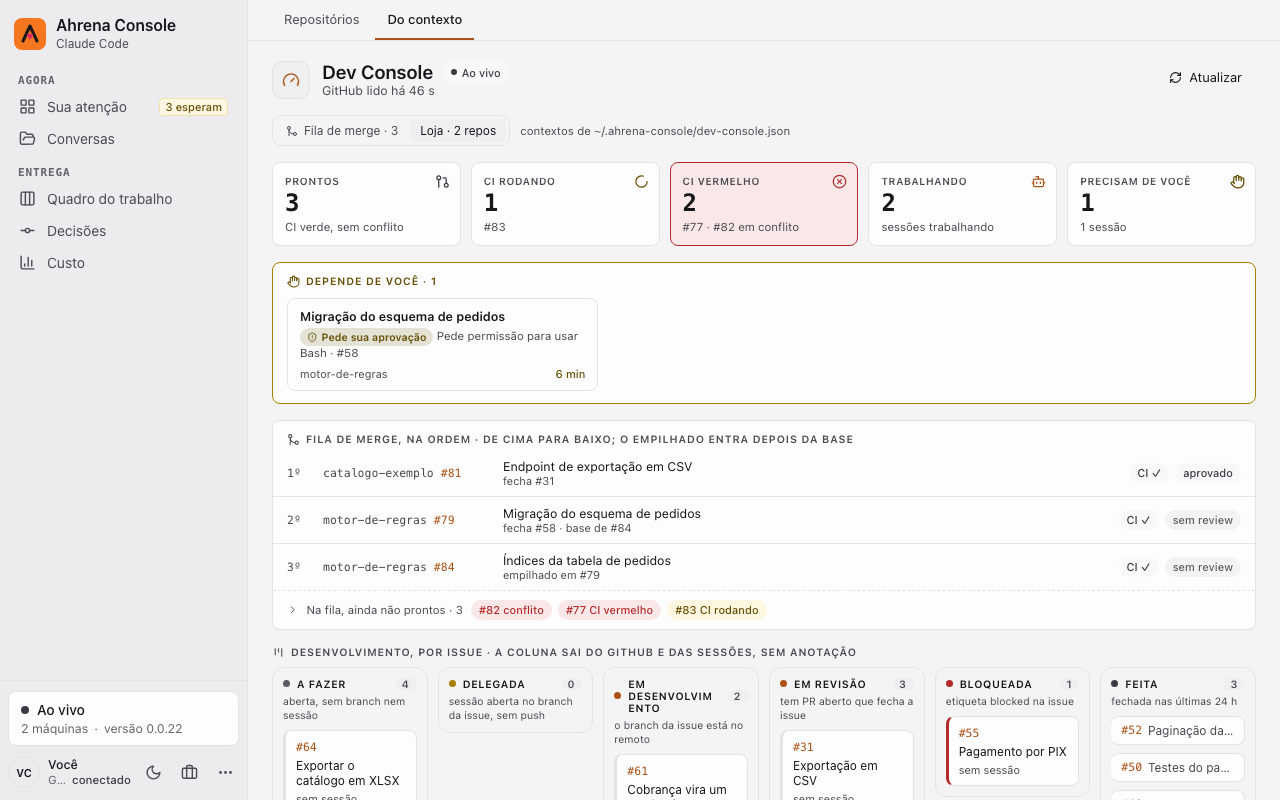 Ahrena Console
Claude Code
AGORA
Sua atenção 3 esperam
Conversas
ENTREGA
Quadro do trabalho
Decisões
Custo
Ao vivo
2 máquinas · versão 0.0.22
VC
Você
G... conectado
Repositórios Do contexto
Dev Console Ao vivo
GitHub lido há 46 s
Atualizar
Fila de merge · 3 Loja · 2 repos contextos de ~/.ahrena-console/dev-console.json
PRONTOS
3
CI verde, sem conflito
CI RODANDO
1
#83
CI VERMELHO
2
#77 · #82 em conflito
TRABALHANDO
2
sessões trabalhando
PRECISAM DE VOCÊ
1
1 sessão
DEPENDE DE VOCÊ · 1
Migração do esquema de pedidos
Pede sua aprovação Pede permissão para usar
Bash · #58
motor-de-regras 6 min
FILA DE MERGE, NA ORDEM · DE CIMA PARA BAIXO; O EMPILHADO ENTRA DEPOIS DA BASE
1º catalogo-exemplo #81 Endpoint de exportação em CSV CI ✓ aprovado
fecha #31
2º motor-de-regras #79 Migração do esquema de pedidos CI ✓ sem review
fecha #58 · base de #84
3º motor-de-regras #84 Índices da tabela de pedidos CI ✓ sem review
empilhado em #79
Na fila, ainda não prontos · 3 #82 conflito #77 CI vermelho #83 CI rodando
DESENVOLVIMENTO, POR ISSUE · A COLUNA SAI DO GITHUB E DAS SESSÕES, SEM ANOTAÇÃO
A FAZER 4
aberta, sem branch nem
sessão
#64
Exportar o
catálogo em XLSX
sem sessão
DELEGADA 0
sessão aberta no branch
da issue, sem push
EM
DESENVOLVIM
ENTO 2
o branch da issue está no
remoto
#61
Cobrança vira um
EM REVISÃO 3
tem PR aberto que fecha a
issue
#31
Exportação em
CSV
sem sessão
BLOQUEADA 1
etiqueta blocked na issue
#55
Pagamento por PIX
sem sessão
FEITA 3
fechada nas últimas 24 h
#52 Paginação da...
#50 Testes do pa...